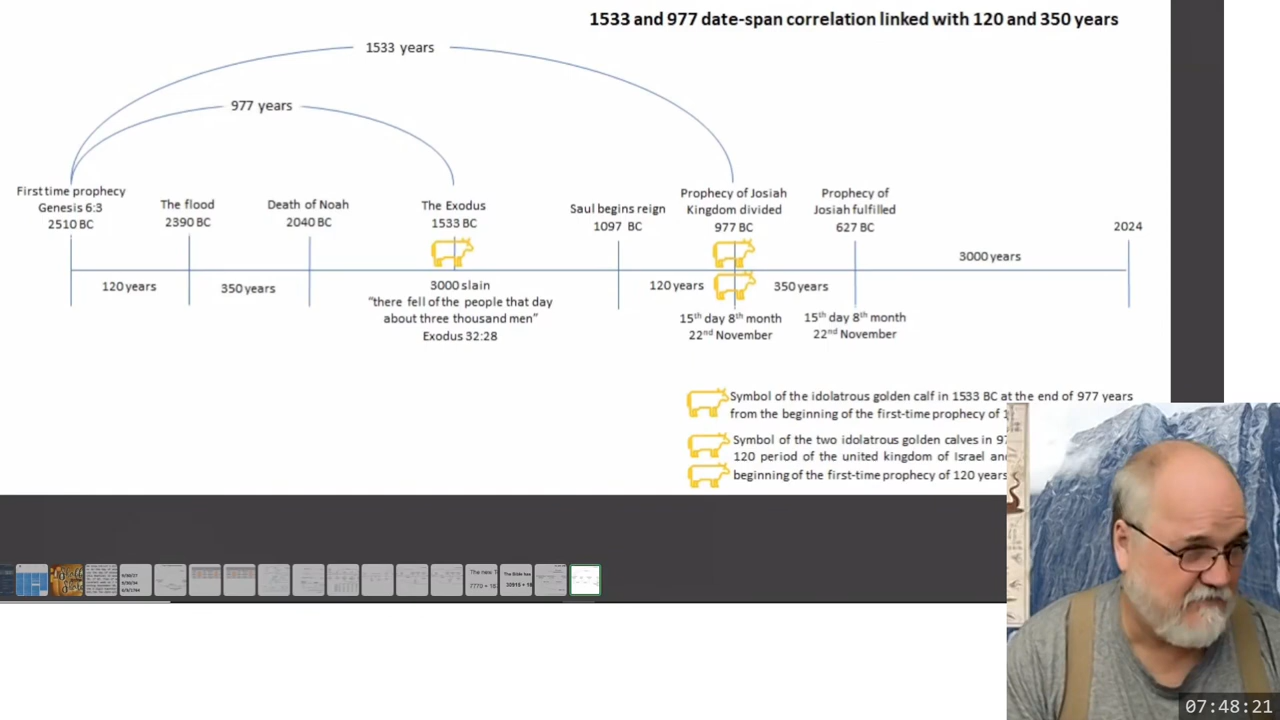 1533 and 977 date-span correlation linked with 120 and 350 years
1533 years
977 years
First time prophecy
Genesis 6:3
2510 BC
The flood
2390 BC
Death of Noah
2040 BC
The Exodus
1533 BC
Saul begins reign
1097 BC
Prophecy of Josiah
Kingdom divided
977 BC
Prophecy of
Josiah fulfilled
627 BC
2024
120 years
350 years
3000 slain
“there fell of the people that day
about three thousand men”
Exodus 32:28
120 years
350 years
3000 years
15th day 8th month
22nd November
15th day 8th month
22nd November
Symbol of the idolatrous golden calf in 1533 BC at the end of 977 years
from the beginning of the first-time prophecy of
Symbol of the two idolatrous golden calves in
120 period of the united kingdom of Israel
beginning of the first-time prophecy of 120 years
The Bible
07:48:21